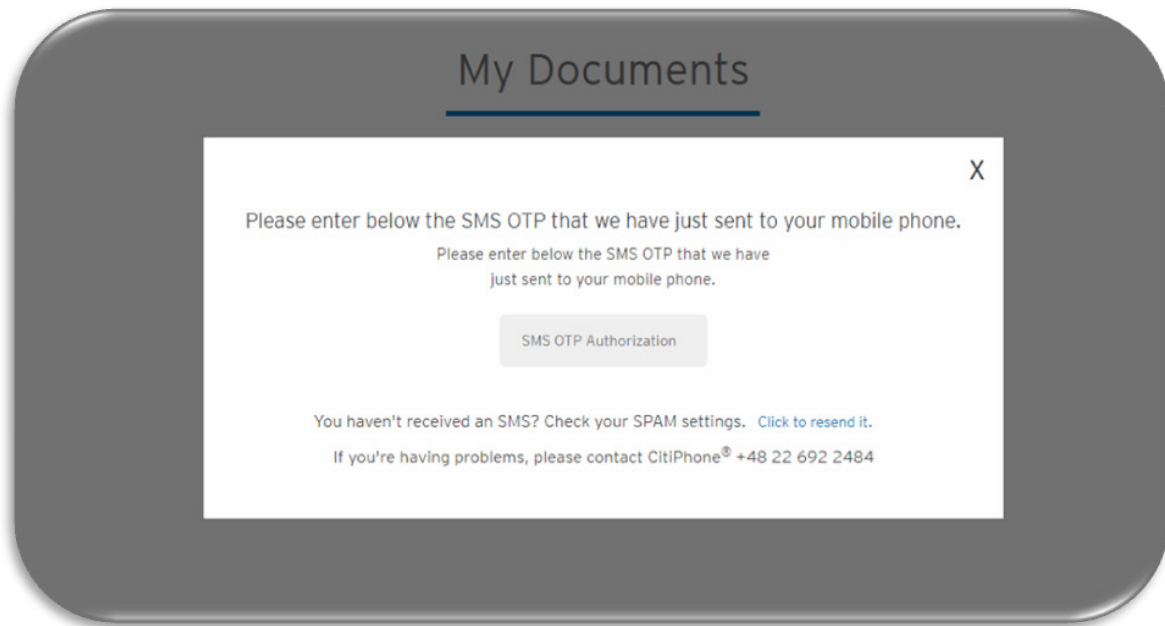 My Documents
X
Please enter below the SMS OTP that we have just sent to your mobile phone.
Please enter below the SMS OTP that we have
just sent to your mobile phone.
SMS OTP Authorization
You haven't received an SMS? Check your SPAM settings. Click to resend it.
If you're having problems, please contact CitiPhone® +48 22 692 2484